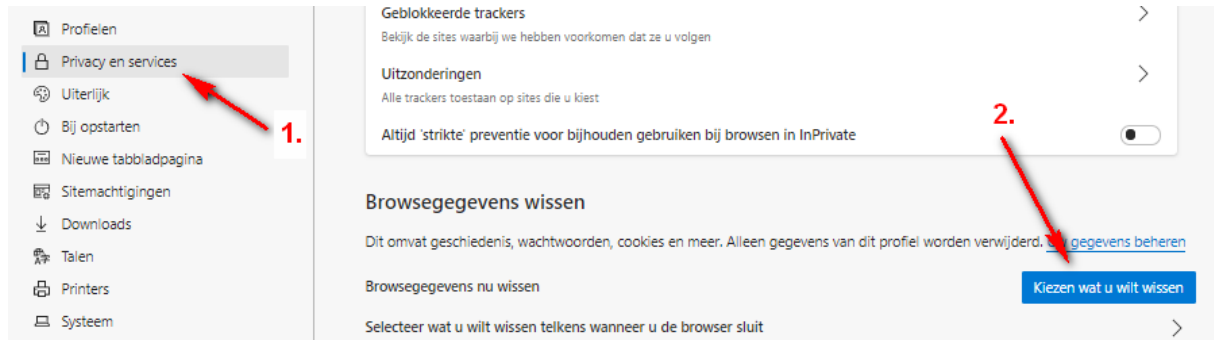 Profielen
Privacy en services
Uiterlijk
Bij opstarten
Nieuwe tabbladpagina
Sitemachtigingen
Downloads
Talen
Printers
Systeem
1.
Geblokkeerde trackers
Bekijk de sites waarbij we hebben voorkomen dat ze u volgen
Uitzonderingen
Alle trackers toestaan op sites die u kiest
2.
Altijd 'strikte' preventie voor bijhouden gebruiken bij browsen in InPrivate
Browsegegevens wissen
Dit omvat geschiedenis, wachtwoorden, cookies en meer. Alleen gegevens van dit profiel worden verwijderd. gegevens beheren
Browsegegevens nu wissen
Kiezen wat u wilt wissen
Selecteer wat u wilt wissen telkens wanneer u de browser sluit